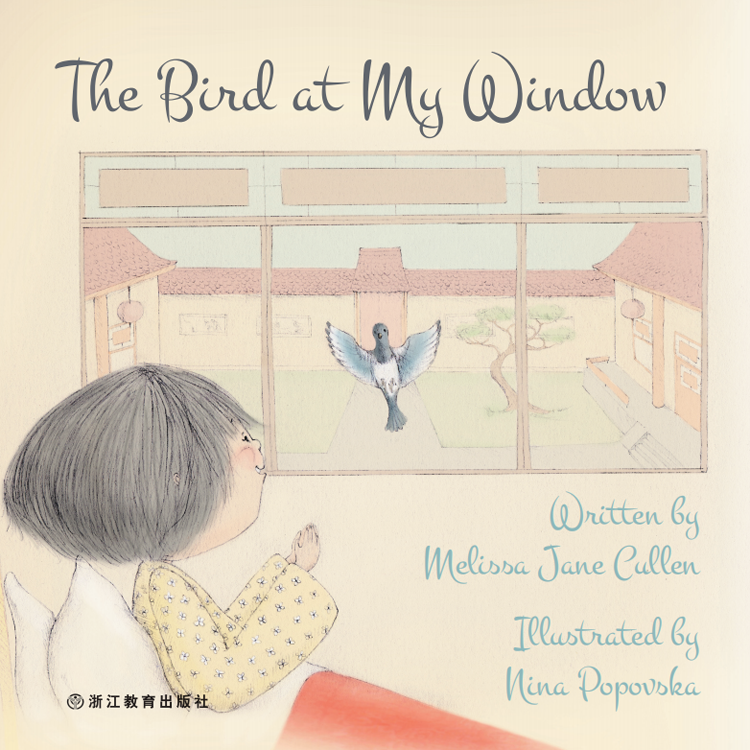 The Bird at My Window
Written by
Melissa Jane Cullen
Illustrated by
Nina Popovska
浙江教育出版社